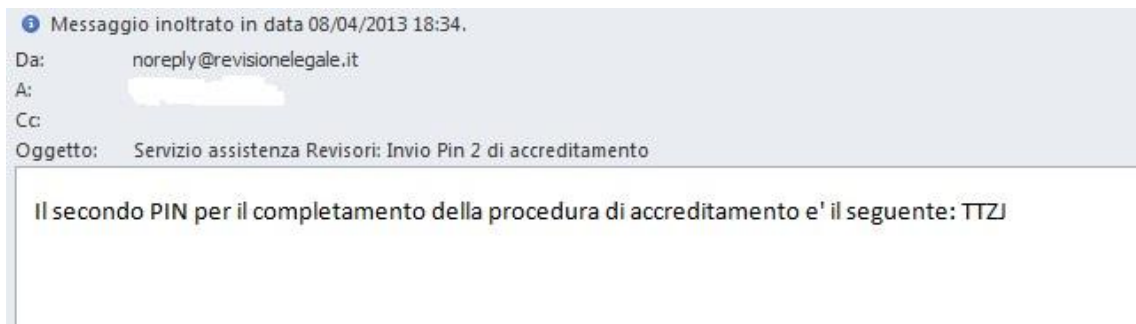 Messaggio inoltrato in data 08/04/2013 18:34.
Da: noreply@revisionelegale.it
A:
Cc:
Oggetto: Servizio assistenza Revisori: Invio Pin 2 di accreditamento
Il secondo PIN per il completamento della procedura di accreditamento e' il seguente: TTZJ